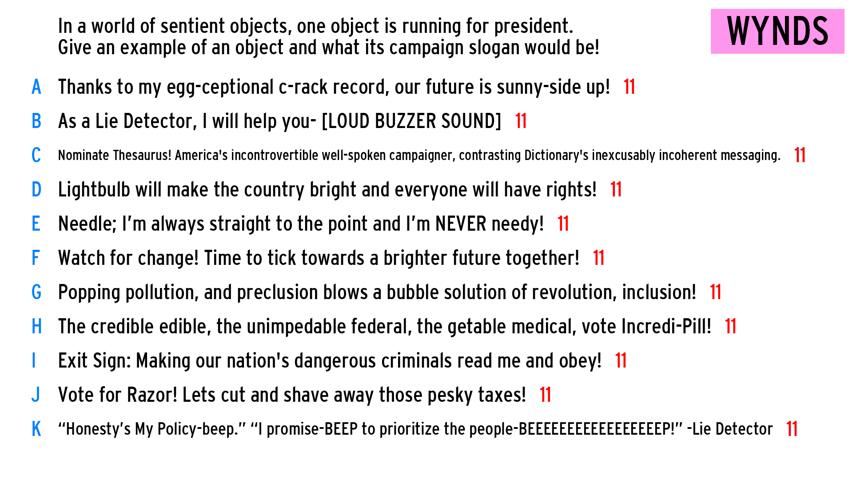 In a world of sentient objects, one object is running for president.
Give an example of an object and what its campaign slogan would be!
WYNDS
A Thanks to my egg-ceptional c-rack record, our future is sunny-side up! 11
B As a Lie Detector, I will help you- [LOUD BUZZER SOUND] 11
C Nominate Thesaurus! America's incontrovertible well-spoken campaigner, contrasting Dictionary's inexcusably incoherent messaging. 11
D Lightbulb will make the country bright and everyone will have rights! 11
E Needle; I'm always straight to the point and I'm NEVER needy! 11
F Watch for change! Time to tick towards a brighter future together! 11
G Popping pollution, and preclusion blows a bubble solution of revolution, inclusion! 11
H The credible edible, the unimpedable federal, the getable medical, vote Incredi-Pill! 11
I Exit Sign: Making our nation's dangerous criminals read me and obey! 11
J Vote for Razor! Lets cut and shave away those pesky taxes! 11
K “Honesty's My Policy-beep.” “I promise-BEEP to prioritize the people-BEEEEEEEEEEEEEEEEEP!” -Lie Detector 11